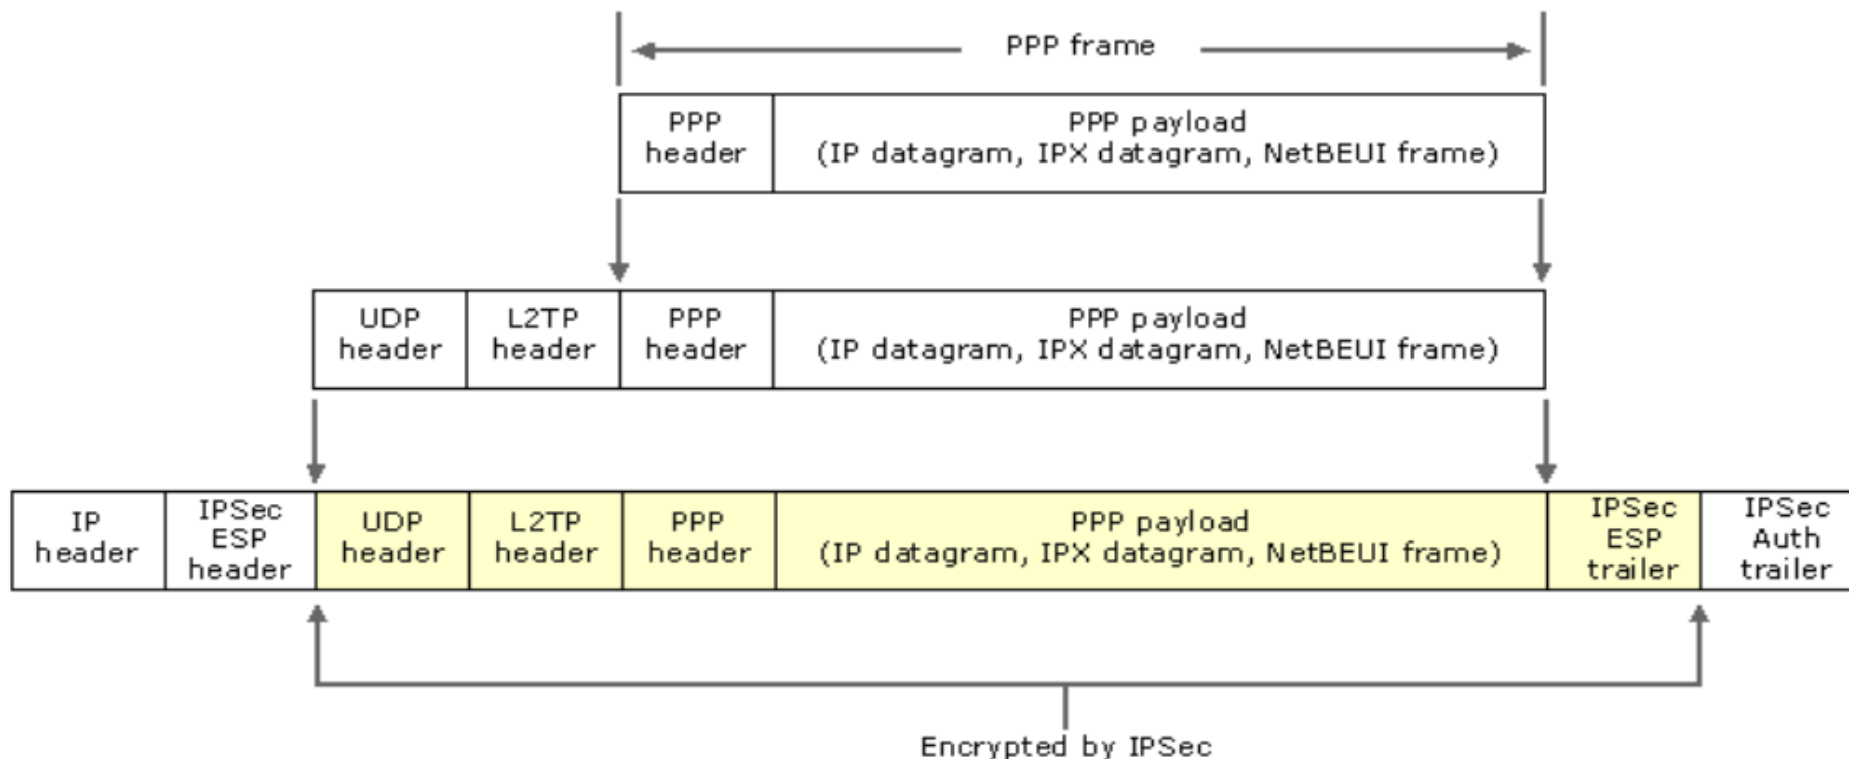 PPP frame
PPP
header
PPP payload
(IP datagram, IPX datagram, NetBEUI frame)
UDP
header
L2TP
header
PPP
header
PPP payload
(IP datagram, IPX datagram, NetBEUI frame)
IP
header
IPSec
ESP
header
UDP
header
L2TP
header
PPP
header
PPP payload
(IP datagram, IPX datagram, NetBEUI frame)
IPSec
ESP
trailer
IPSec
Auth
trailer
Encrypted by IPSec